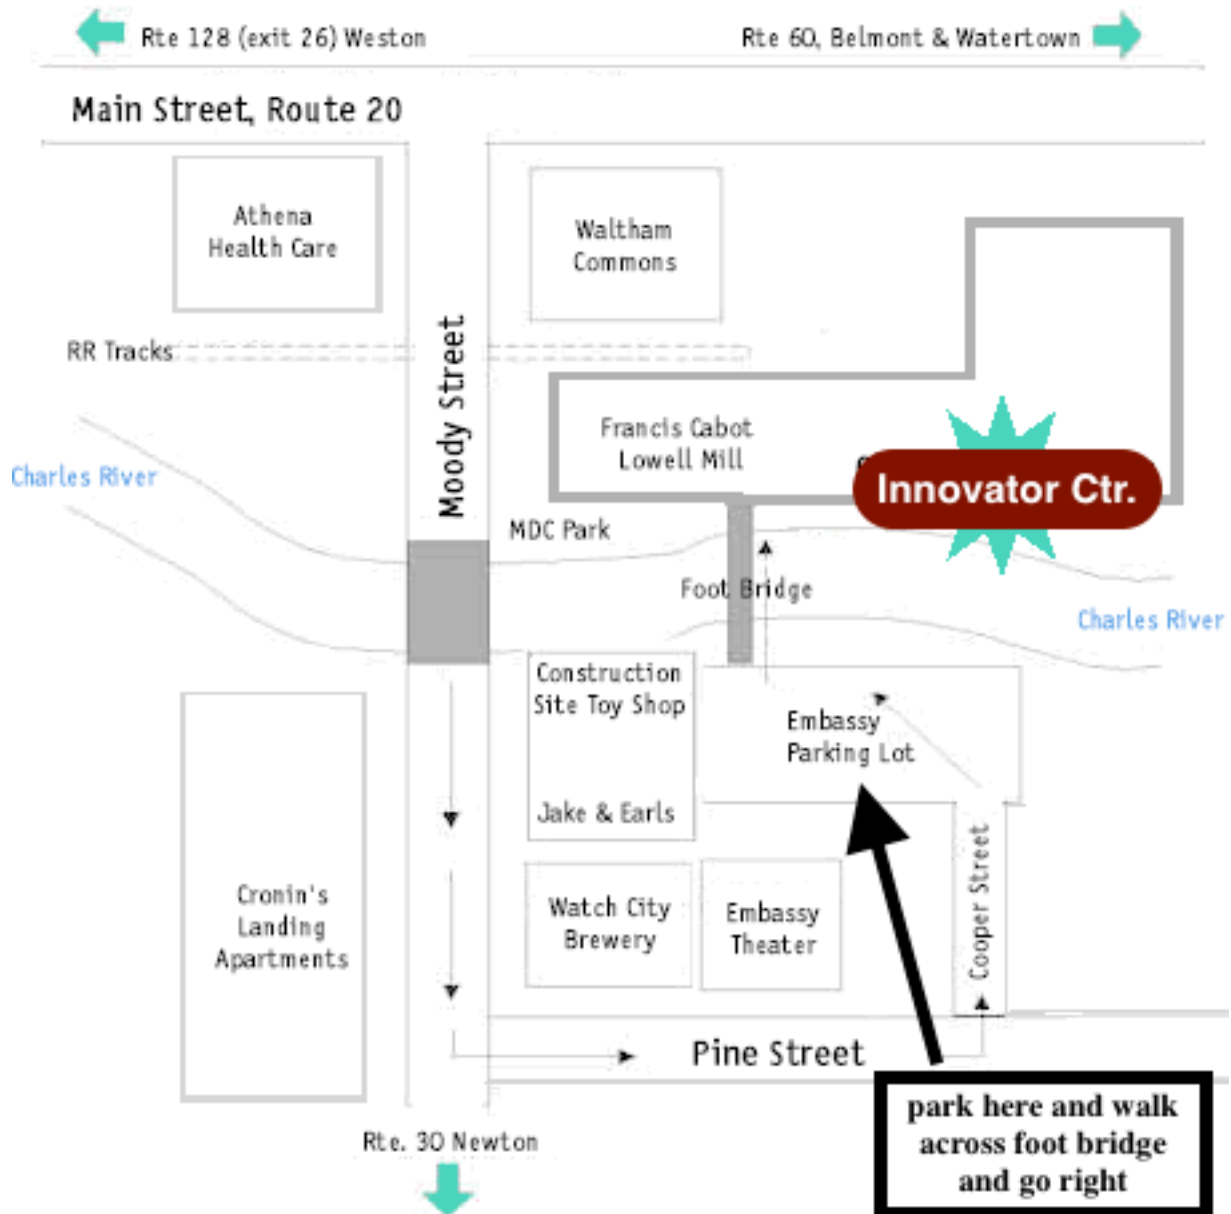 Rte 128 (exit 26) Weston
Rte 60, Belmont & Watertown
Main Street, Route 20
Athena
Health Care
Waltham
Commons
RR Tracks
Moody Street
Francis Cabot
Lowell Mill
Charles River
Innovator Ctr.
MDC Park
Foot Bridge
Charles River
Construction
Site Toy Shop
Embassy
Parking Lot
Jake & Earls
Cooper Street
Cronin's
Landing
Apartments
Watch City
Brewery
Embassy
Theater
Pine Street
park here and walk
across foot bridge
and go right
Rte. 30 Newton